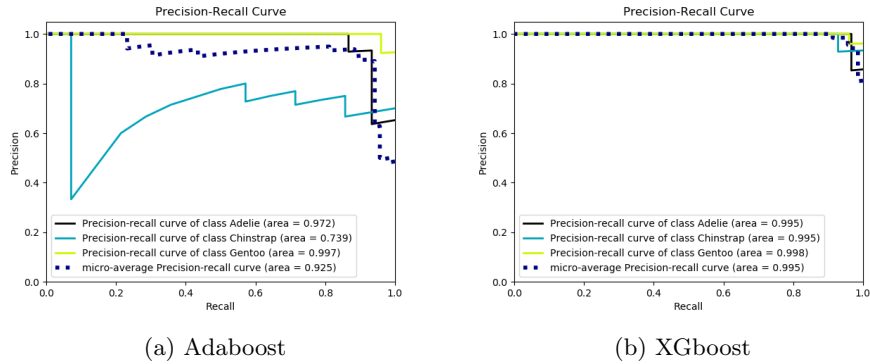 Precision-Recall Curve
1.0
0.8
0.6
0.4
0.2
0.0
Precision
Precision-recall curve of class Adelie (area = 0.972)
Precision-recall curve of class Chinstrap (area = 0.739)
Precision-recall curve of class Gentoo (area = 0.997)
micro-average Precision-recall curve (area = 0.925)
0.0 0.2 0.4 0.6 0.8 1.0
Recall
(a) Adaboost
Precision-Recall Curve
1.0
0.8
0.6
0.4
0.2
0.0
Precision
Precision-recall curve of class Adelie (area = 0.995)
Precision-recall curve of class Chinstrap (area = 0.995)
Precision-recall curve of class Gentoo (area = 0.998)
micro-average Precision-recall curve (area = 0.995)
0.0 0.2 0.4 0.6 0.8 1.0
Recall
(b) XGboost